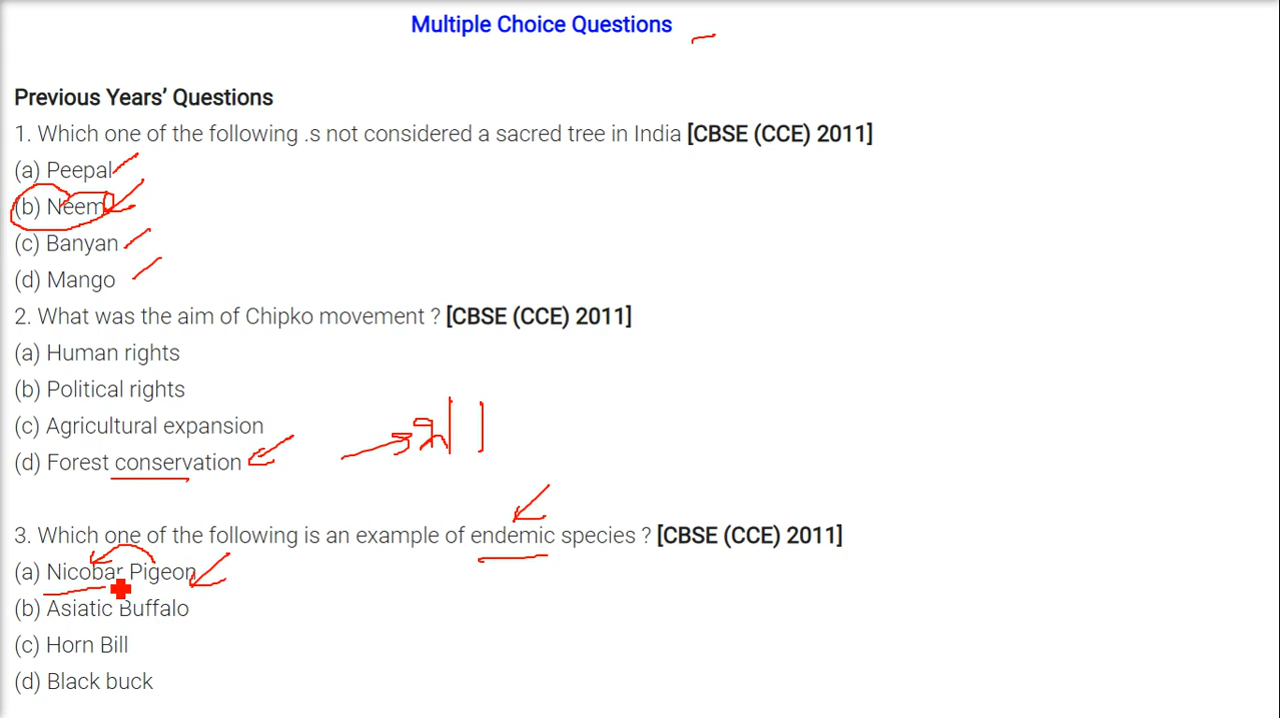 Multiple Choice Questions
Previous Years’ Questions
1. Which one of the following .s not considered a sacred tree in India [CBSE (CCE) 2011]
(a) Peepal
(b) Neem
(c) Banyan
(d) Mango
2. What was the aim of Chipko movement ? [CBSE (CCE) 2011]
(a) Human rights
(b) Political rights
(c) Agricultural expansion
(d) Forest conservation
3. Which one of the following is an example of endemic species ? [CBSE (CCE) 2011]
(a) Nicobar Pigeon
(b) Asiatic Buffalo
(c) Horn Bill
(d) Black buck